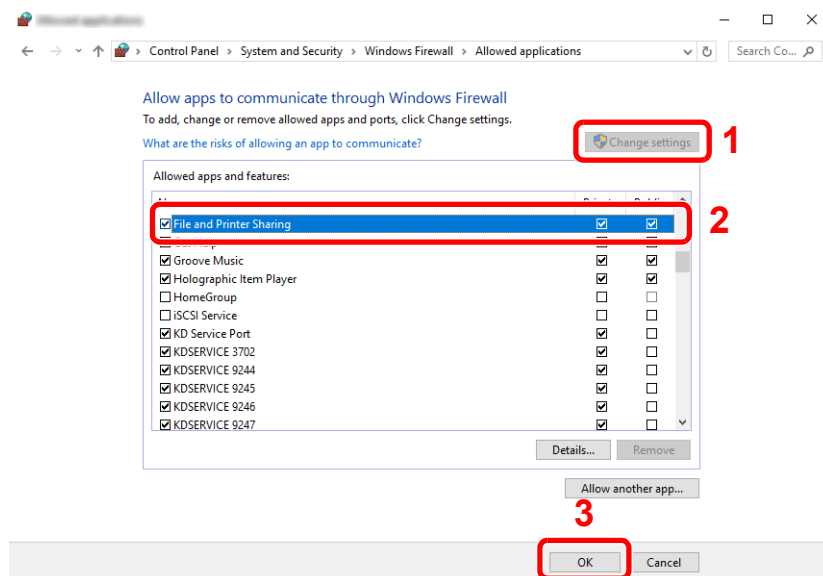 Control Panel > System and Security > Windows Firewall > Allowed applications
Search Co...
Allow apps to communicate through Windows Firewall
To add, change or remove allowed apps and ports, click Change settings.
What are the risks of allowing an app to communicate?
Change settings
1
Allowed apps and features:
File and Printer Sharing
2
Groove Music
Holographic Item Player
HomeGroup
iSCSI Service
KD Service Port
KDSERVICE 3702
KDSERVICE 9244
KDSERVICE 9245
KDSERVICE 9246
KDSERVICE 9247
Details...
Remove
Allow another app...
3
OK
Cancel